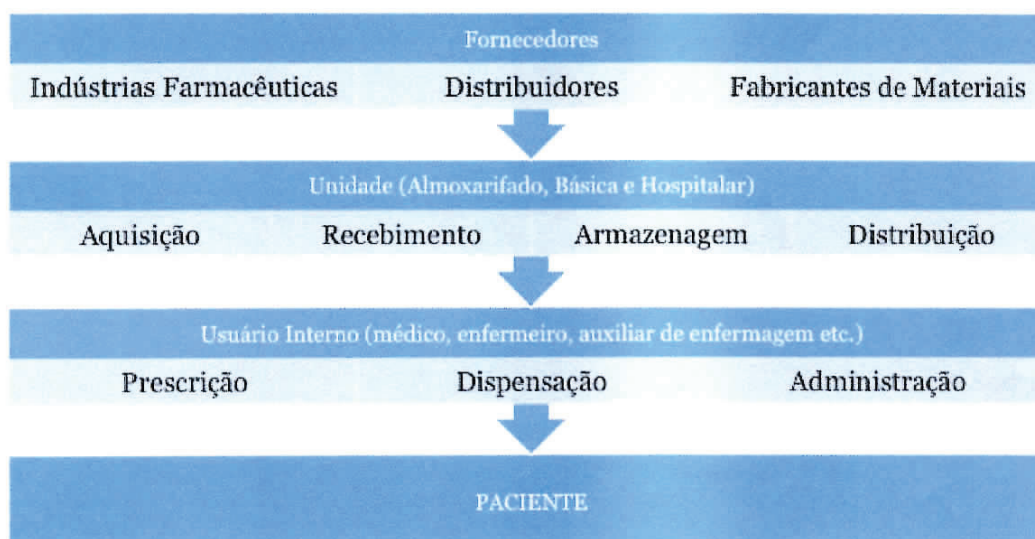 Fornecedores
Indústrias Farmacêuticas Distribuidores Fabricantes de Materiais
Unidade (Almoxarifado, Básica e Hospitalar)
Aquisição Recebimento Armazenagem Distribuição
Usuário Interno (médico, enfermeiro, auxiliar de enfermagem etc.)
Prescrição Dispensação Administração
PACIENTE